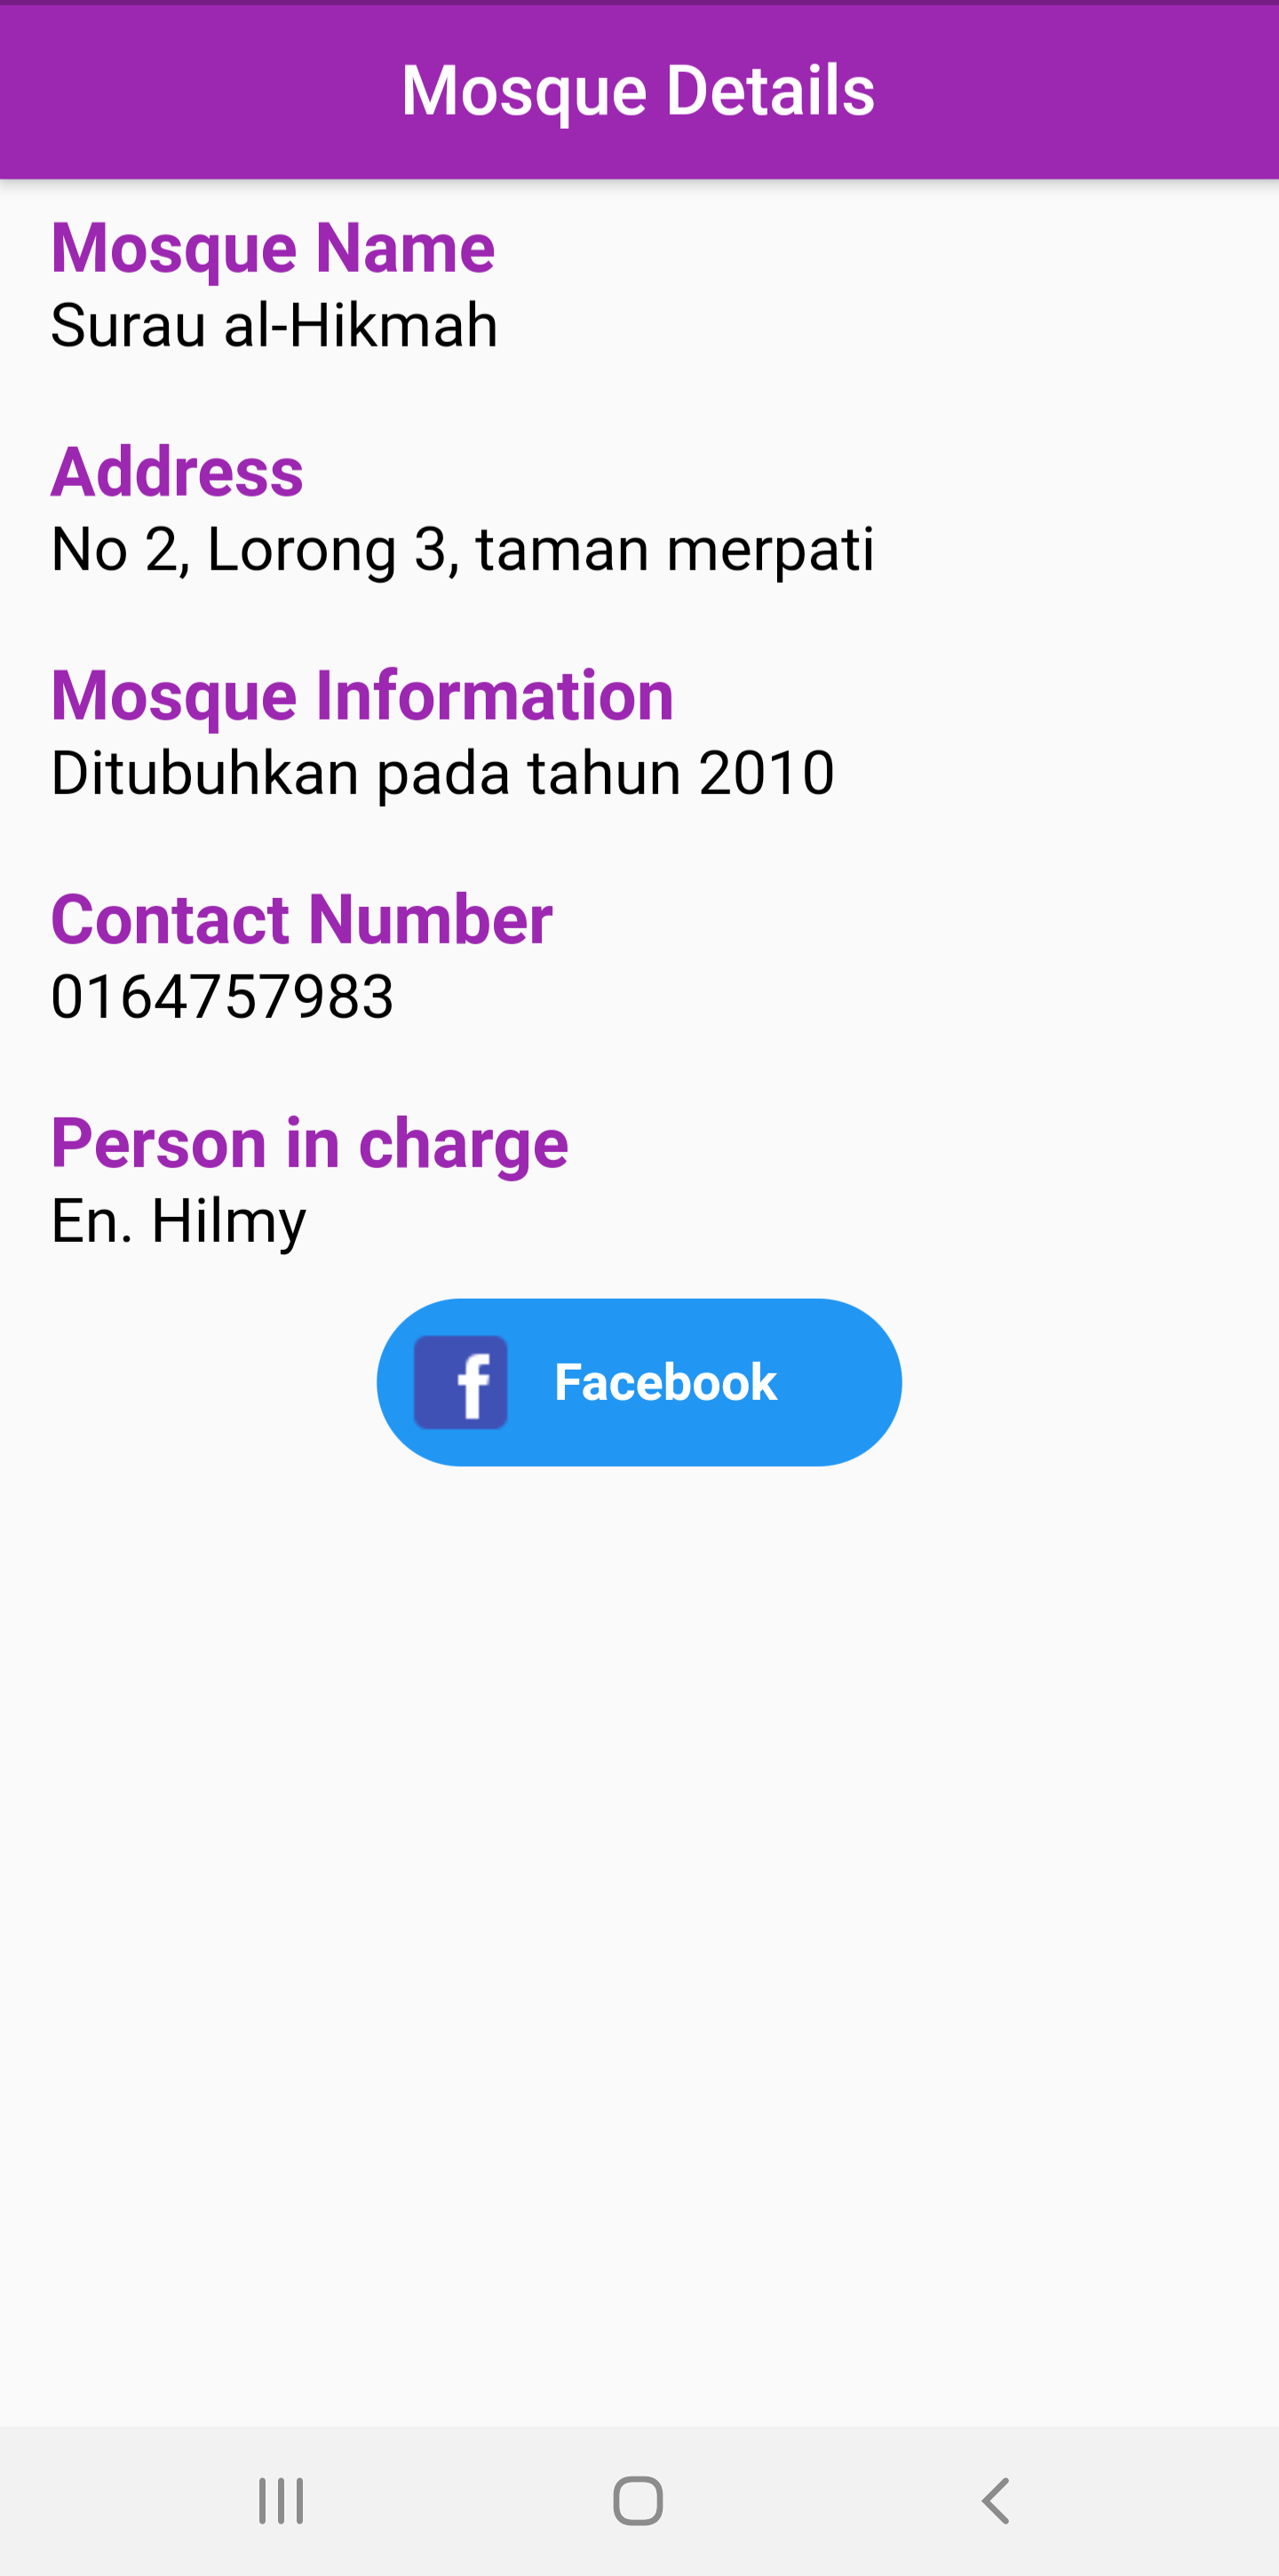 Mosque Details
Mosque Name
Surau al-Hikmah
Address
No 2, Lorong 3, taman merpati
Mosque Information
Ditubuhkan pada tahun 2010
Contact Number
0164757983
Person in charge
En. Hilmy
f Facebook